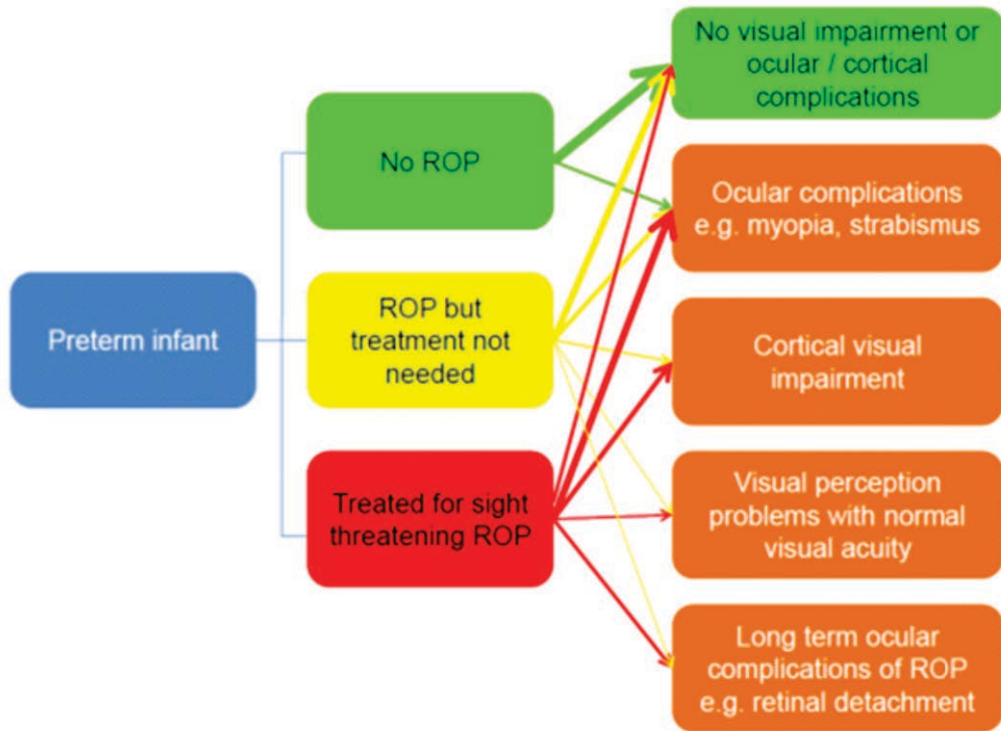 Preterm infant
No ROP
ROP but
treatment not
needed
Treated for sight
threatening ROP
No visual impairment or
ocular / cortical
complications
Ocular complications
e.g. myopia, strabismus
Cortical visual
impairment
Visual perception
problems with normal
visual acuity
Long term ocular
complications of ROP
e.g. retinal detachment